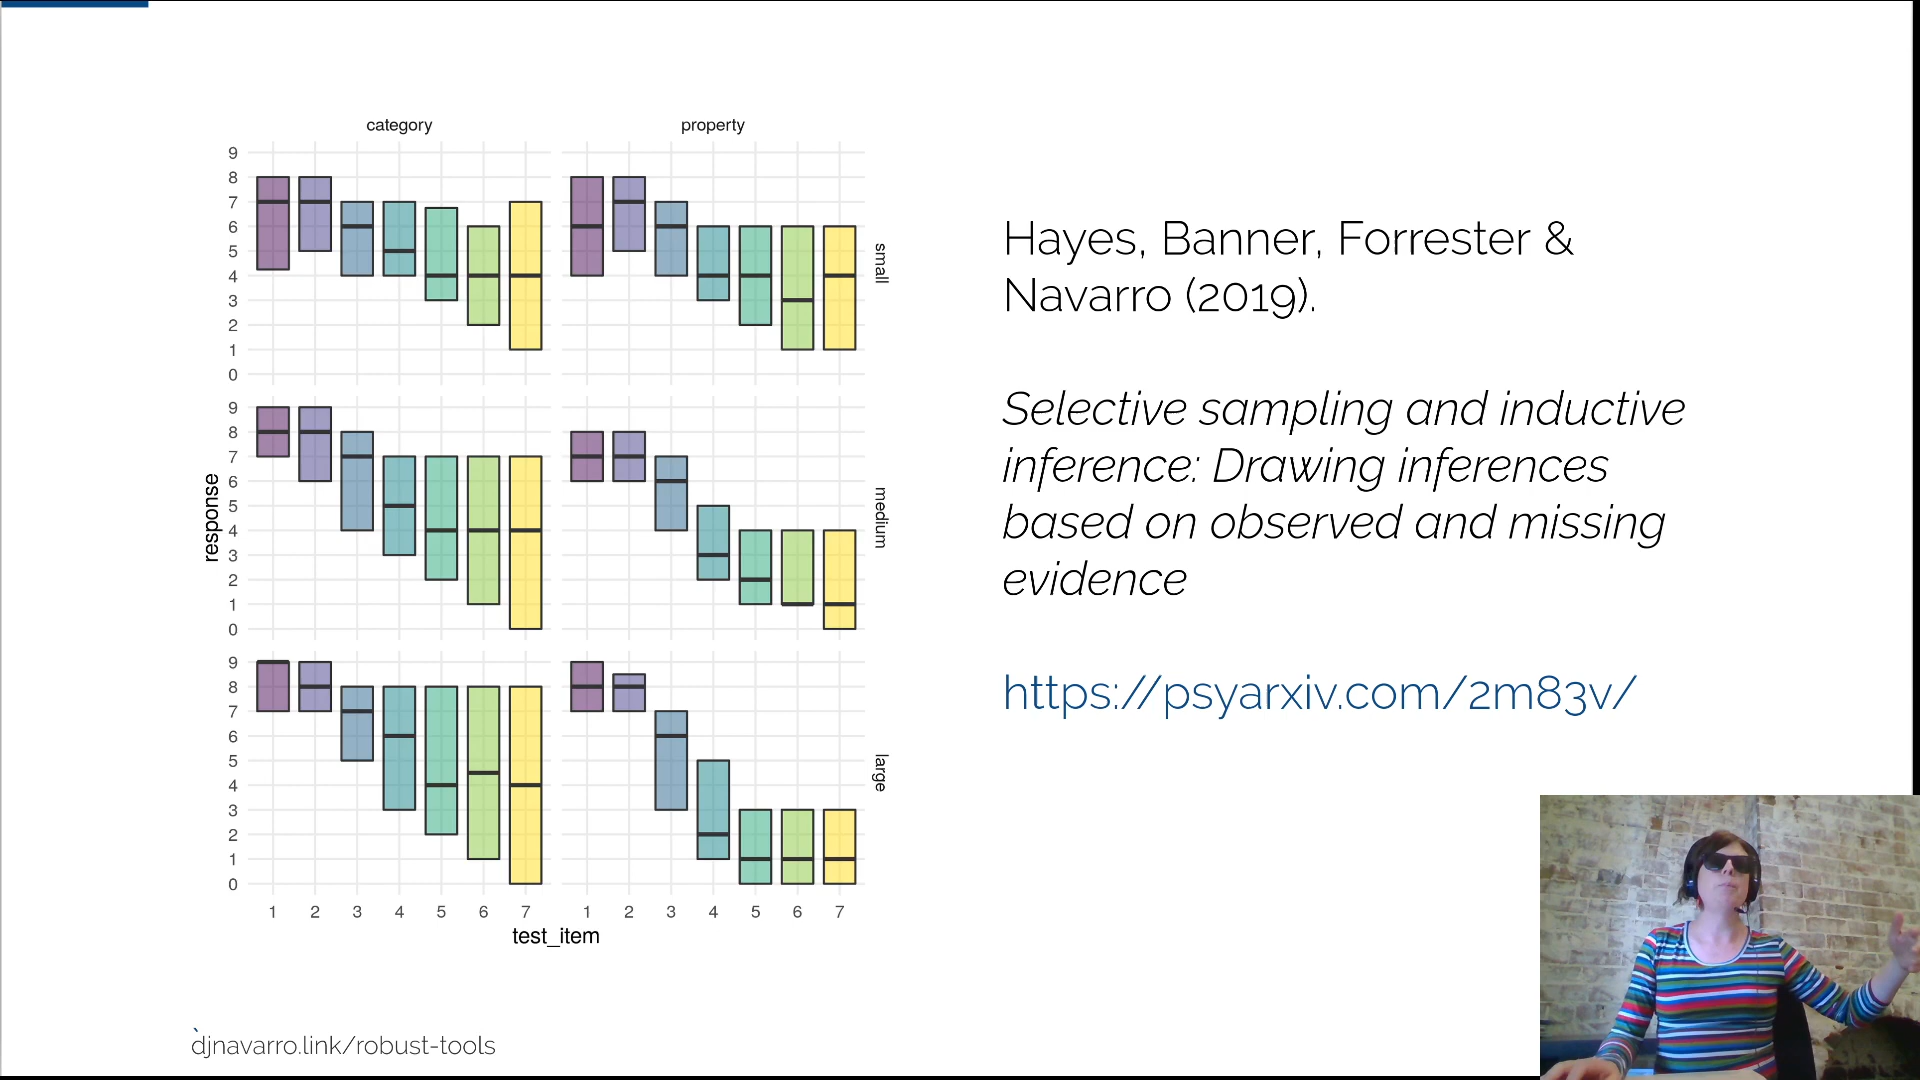 category property
9
8
7
6
5
4
3
2
1
0
small
9
8
7
6
5
4
3
2
1
0
medium
9
8
7
6
5
4
3
2
1
0
large
response
1 2 3 4 5 6 7 1 2 3 4 5 6 7
test_item
Hayes, Banner, Forrester &
Navarro (2019).
Selective sampling and inductive
inference: Drawing inferences
based on observed and missing
evidence
https://psyarxiv.com/2m83v/
djnavarro.link/robust-tools